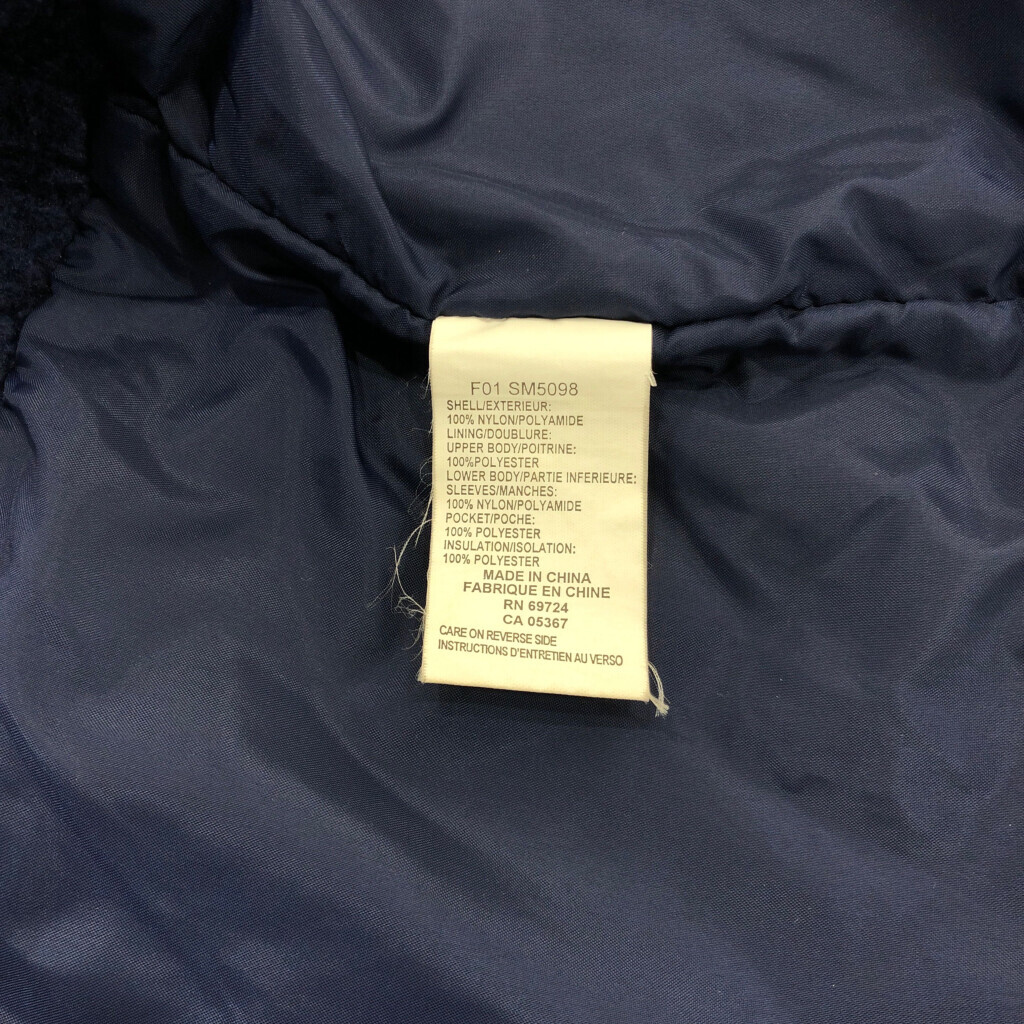 F01 SM5098
SHELL/EXTERIEUR:
100% NYLON/POLYAMIDE
LINING/DOUBLURE:
UPPER BODY/POITRINE:
100%POLYESTER
LOWER BODY/PARTIE INFERIEURE:
SLEEVES/MANCHES:
100% NYLON/POLYAMIDE
POCKET/POCHE:
100% POLYESTER
INSULATION/ISOLATION:
100% POLYESTER
MADE IN CHINA
FABRIQUE EN CHINE
RN 69724
CA 05367
CARE ON REVERSE SIDE
INSTRUCTIONS D'ENTRETIEN AU VERSO